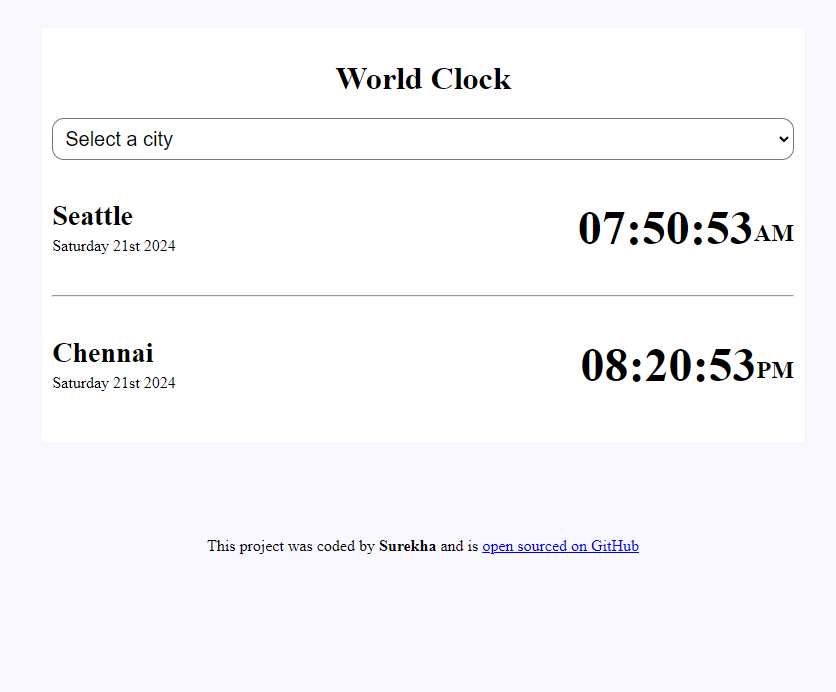 World Clock
Select a city
Seattle
Saturday 21st 2024
07:50:53AM
Chennai
Saturday 21st 2024
08:20:53PM
This project was coded by Surekha and is open sourced on GitHub